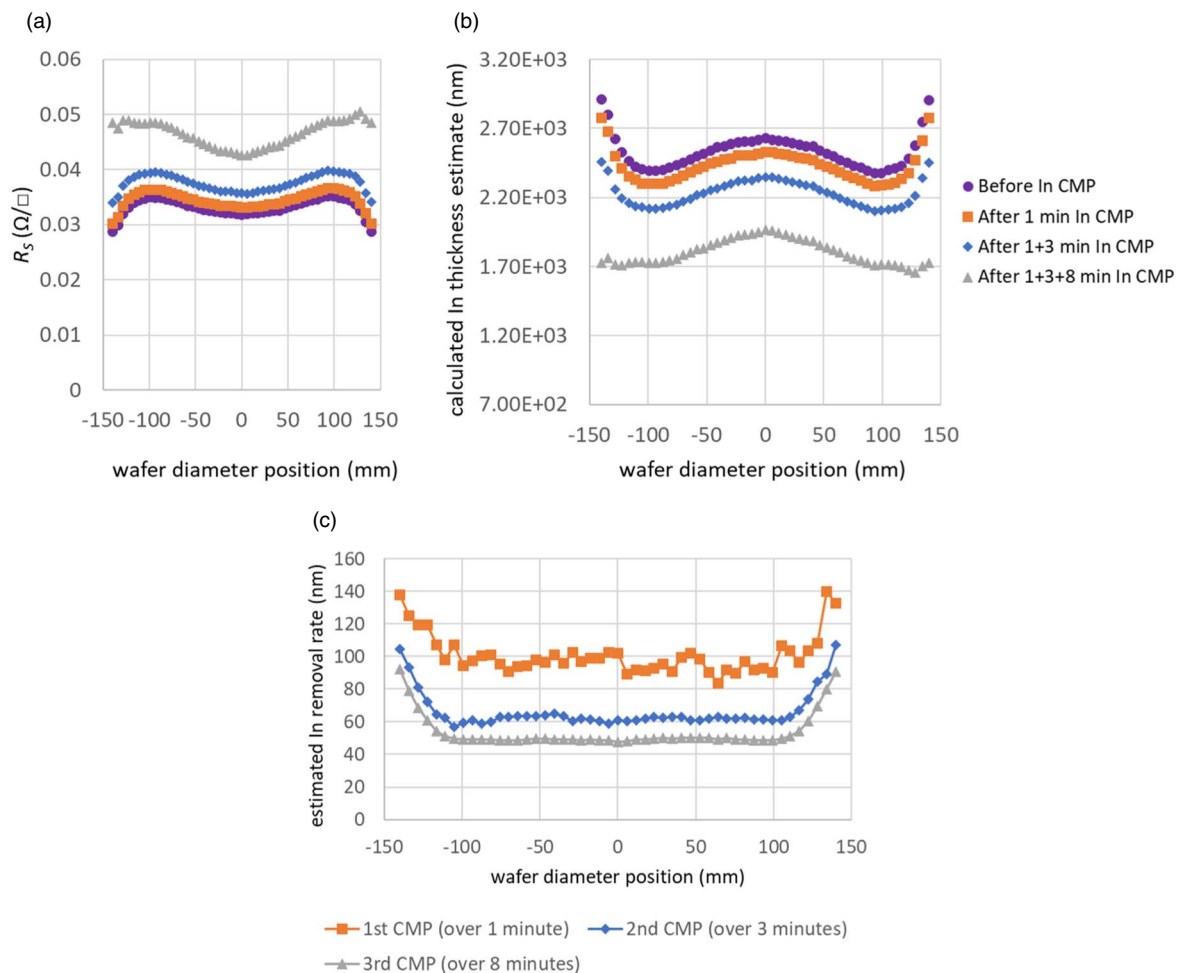 (a)
0.06
0.05
0.04
0.03
0.02
0.01
0
Rs (Ω/□)
-150 -100 -50 0 50 100 150
wafer diameter position (mm)
(b)
3.20E+03
2.70E+03
2.20E+03
1.70E+03
1.20E+03
7.00E+02
calculated In thickness estimate (nm)
-150 -100 -50 0 50 100 150
wafer diameter position (mm)
Before In CMP
After 1 min In CMP
After 1+3 min In CMP
After 1+3+8 min In CMP
(c)
160
140
120
100
80
60
40
20
0
estimated In removal rate (nm)
-150 -100 -50 0 50 100 150
wafer diameter position (mm)
1st CMP (over 1 minute) 2nd CMP (over 3 minutes)
3rd CMP (over 8 minutes)